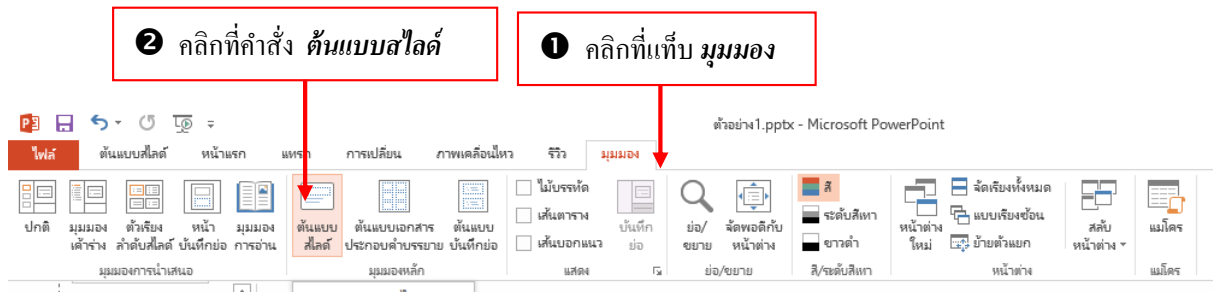 ❷ คลิกที่คำสั่ง ต้นแบบสไลด์
❶ คลิกที่แท็บ มุมมอง
ตัวอย่าง1.pptx - Microsoft PowerPoint
ไฟล์ ต้นแบบสไลด์ หน้าแรก แทรก การเปลี่ยน ภาพเคลื่อนไหว รีวิว มุมมอง
ปกติ
มุมมอง
เค้าร่าง
ตัวเรียง
ลำดับสไลด์
หน้า
บันทึกย่อ
มุมมอง
การอ่าน
มุมมองการนำเสนอ
ต้นแบบ
สไลด์
ต้นแบบเอกสาร
ประกอบคำบรรยาย
ต้นแบบ
บันทึกย่อ
มุมมองหลัก
ไม้บรรทัด
เส้นตาราง
เส้นบอกแนว
บันทึก
ย่อ
แสดง
ย่อ/
ขยาย
จัดพอดีกับ
หน้าต่าง
ย่อ/ขยาย
สี
ระดับสีเทา
ขาวดำ
สี/ระดับสีเทา
หน้าต่าง
ใหม่
จัดเรียงทั้งหมด
แบบเรียงซ้อน
ย้ายตัวแยก
สลับ
หน้าต่าง
หน้าต่าง
แมโคร
แมโคร